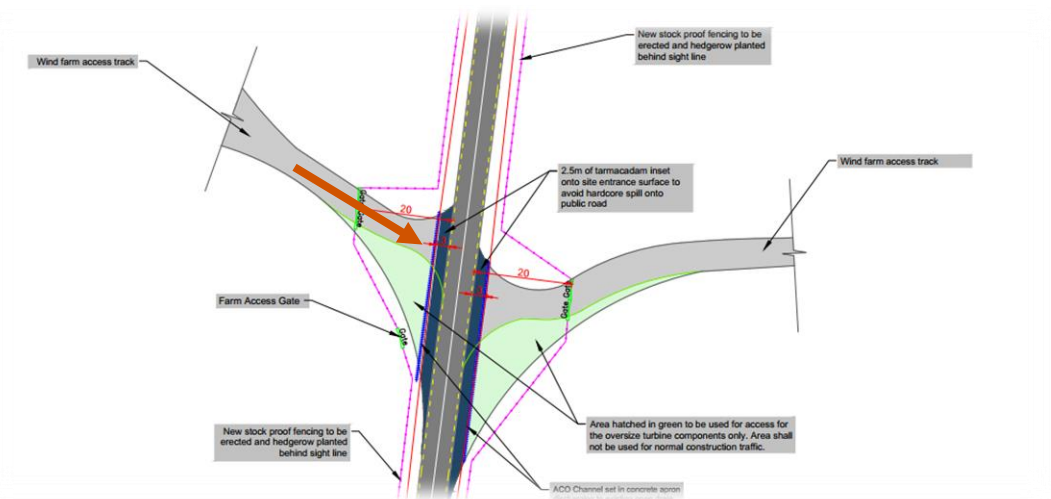 New stock proof fencing to be
erected and hedgerow planted
behind sight line
Wind farm access track
Wind farm access track
2.5m of tarmacadam inset
onto site entrance surface to
avoid hardcore spill onto
public road
Gate
Gate
20
20
Gate
Gate
Farm Access Gate
Gate
Area hatched in green to be used for access for
the oversize turbine components only. Area shall
not be used for normal construction traffic.
New stock proof fencing to be
erected and hedgerow planted
behind sight line
ACO Channel set in concrete apron